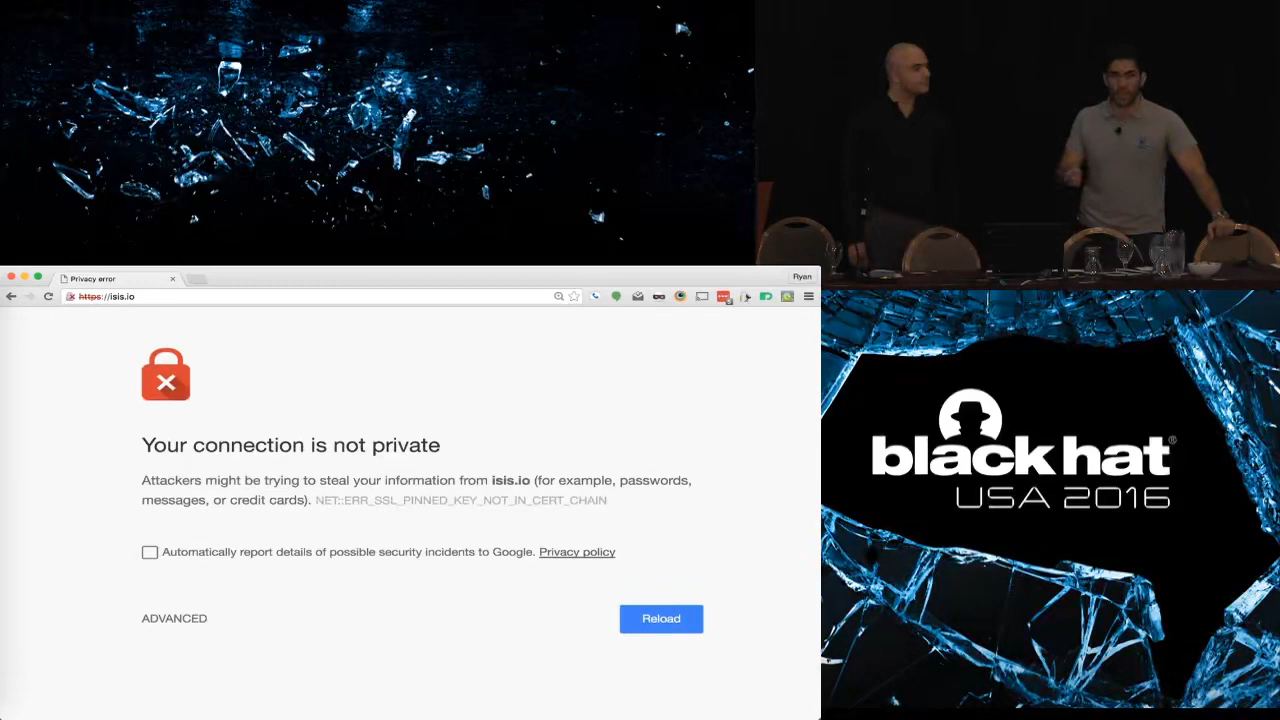 Privacy error
Ryan
https://isis.io
Your connection is not private
Attackers might be trying to steal your information from isis.io (for example, passwords,
messages, or credit cards). NET::ERR_SSL_PINNED_KEY_NOT_IN_CERT_CHAIN
Automatically report details of possible security incidents to Google. Privacy policy
ADVANCED
Reload
black hat®
USA 2016